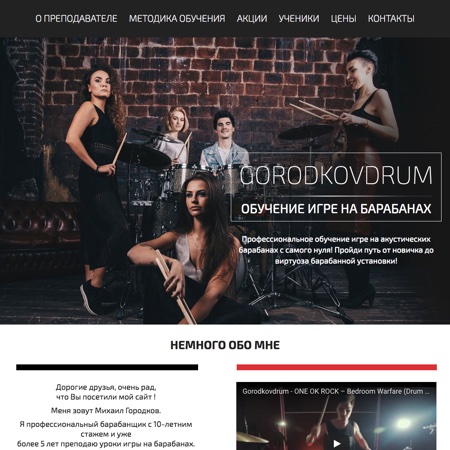 О ПРЕПОДАВАТЕЛЕ МЕТОДИКА ОБУЧЕНИЯ АКЦИИ УЧЕНИКИ ЦЕНЫ КОНТАКТЫ
GORODKOVDRUM
ОБУЧЕНИЕ ИГРЕ НА БАРАБАНАХ
Профессиональное обучение игре на акустических
барабанах с самого нуля! Пройди путь от новичка до
виртуоза барабанной установки!
НЕМНОГО ОБО МНЕ
Дорогие друзья, очень рад,
что Вы посетили мой сайт !
Меня зовут Михаил Городков.
Я профессиональный барабанщик с 10-летним
стажем и уже
более 5 лет преподаю уроки игры на барабанах.
Gorodkovdrum - ONE OK ROCK – Bedroom Warfare (Drum ...